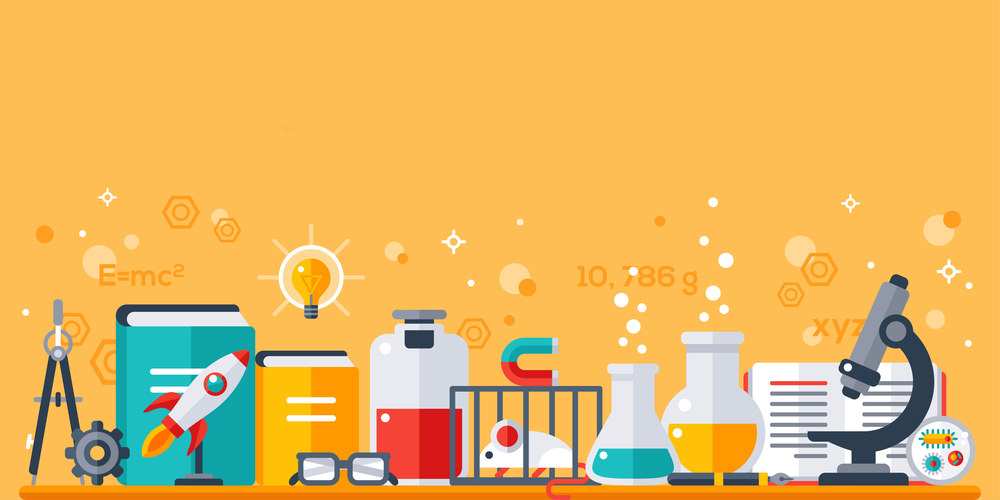 E=mc²
10, 786 g
xyz